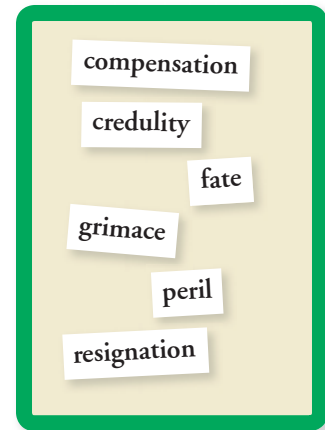 compensation
credulity
fate
grimace
peril
resignation